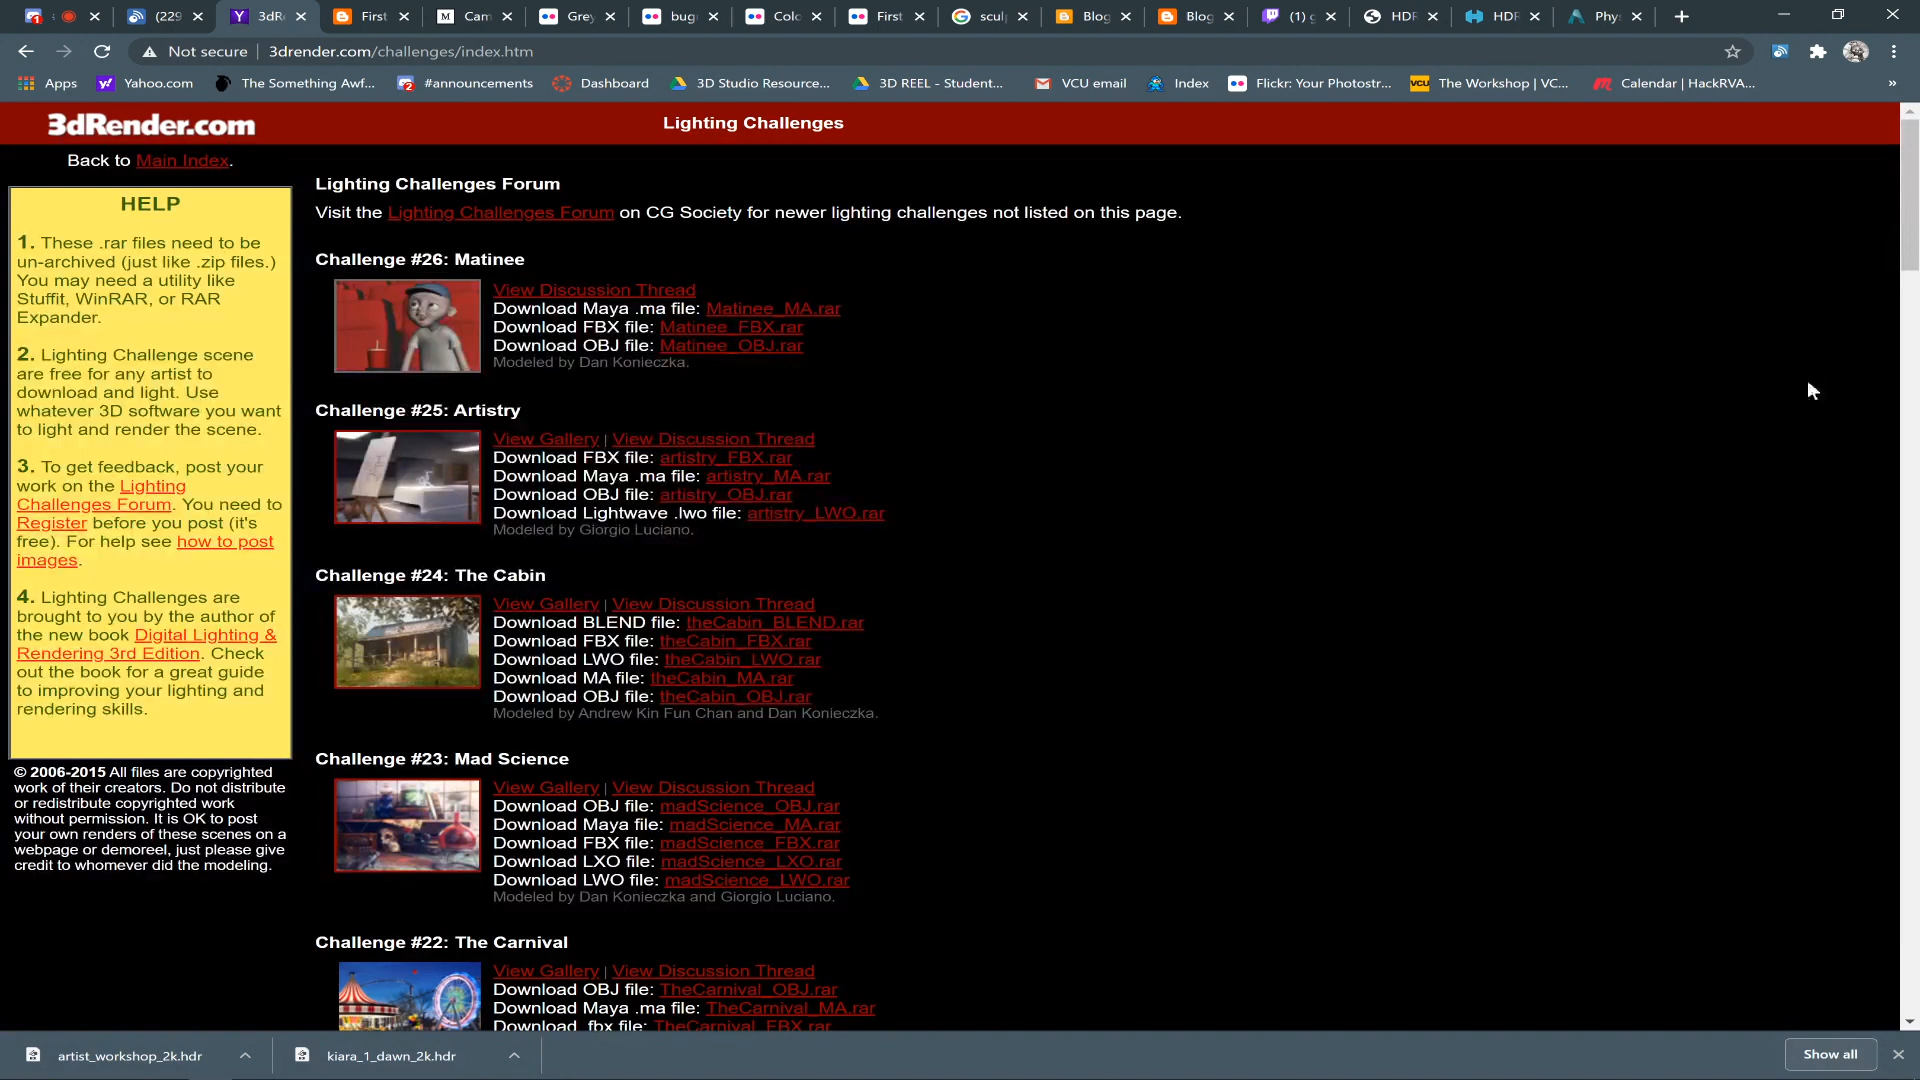 (229
3dR
First
Cam
Grey
bug
Colo
First
scul
Blog
Blog
(1) g
HDR
HDR
Phy
Not secure
3drender.com/challenges/index.htm
Apps
Yahoo.com
The Something Awf...
#announcements
Dashboard
3D Studio Resource...
3D REEL - Student...
VCU email
Index
Flickr: Your Photostr...
The Workshop | VC...
Calendar | HackRVA...
3dRender.com
Lighting Challenges
Back to Main Index.
HELP
1. These .rar files need to be
un-archived (just like .zip files.)
You may need a utility like
Stuffit, WinRAR, or RAR
Expander.
2. Lighting Challenge scene
are free for any artist to
download and light. Use
whatever 3D software you want
to light and render the scene.
3. To get feedback, post your
work on the Lighting
Challenges Forum. You need to
Register before you post (it's
free). For help see how to post
images.
4. Lighting Challenges are
brought to you by the author of
the new book Digital Lighting &
Rendering 3rd Edition. Check
out the book for a great guide
to improving your lighting and
rendering skills.
© 2006-2015 All files are copyrighted
work of their creators. Do not distribute
or redistribute copyrighted work
without permission. It is OK to post
your own renders of these scenes on a
webpage or demoreel, just please give
credit to whomever did the modeling.
Lighting Challenges Forum
Visit the Lighting Challenges Forum on CG Society for newer lighting challenges not listed on this page.
Challenge #26: Matinee
View Discussion Thread
Download Maya .ma file: Matinee_MA.rar
Download FBX file: Matinee_FBX.rar
Download OBJ file: Matinee_OBJ.rar
Modeled by Dan Konieczka.
Challenge #25: Artistry
View Gallery | View Discussion Thread
Download FBX file: artistry_FBX.rar
Download Maya .ma file: artistry_MA.rar
Download OBJ file: artistry_OBJ.rar
Download Lightwave .lwo file: artistry_LWO.rar
Modeled by Giorgio Luciano.
Challenge #24: The Cabin
View Gallery | View Discussion Thread
Download BLEND file: theCabin_BLEND.rar
Download FBX file: theCabin_FBX.rar
Download LWO file: theCabin_LWO.rar
Download MA file: theCabin_MA.rar
Download OBJ file: theCabin_OBJ.rar
Modeled by Andrew Kin Fun Chan and Dan Konieczka.
Challenge #23: Mad Science
View Gallery | View Discussion Thread
Download OBJ file: madScience_OBJ.rar
Download Maya file: madScience_MA.rar
Download FBX file: madScience_FBX.rar
Download LXO file: madScience_LXO.rar
Download LWO file: madScience_LWO.rar
Modeled by Dan Konieczka and Giorgio Luciano.
Challenge #22: The Carnival
View Gallery | View Discussion Thread
Download OBJ file: TheCarnival_OBJ.rar
Download Maya .ma file: TheCarnival_MA.rar
Download .fbx file: TheCarnival_FBX.rar
artist_workshop_2k.hdr
kiara_1_dawn_2k.hdr
Show all